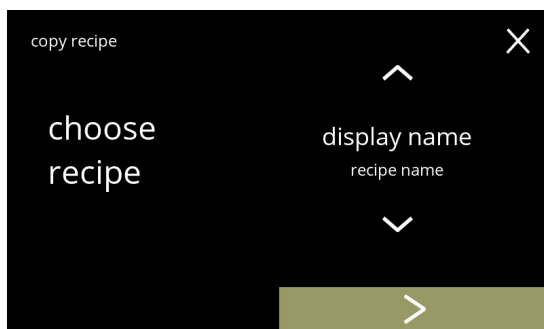 copy recipe
choose
recipe
display name
recipe name